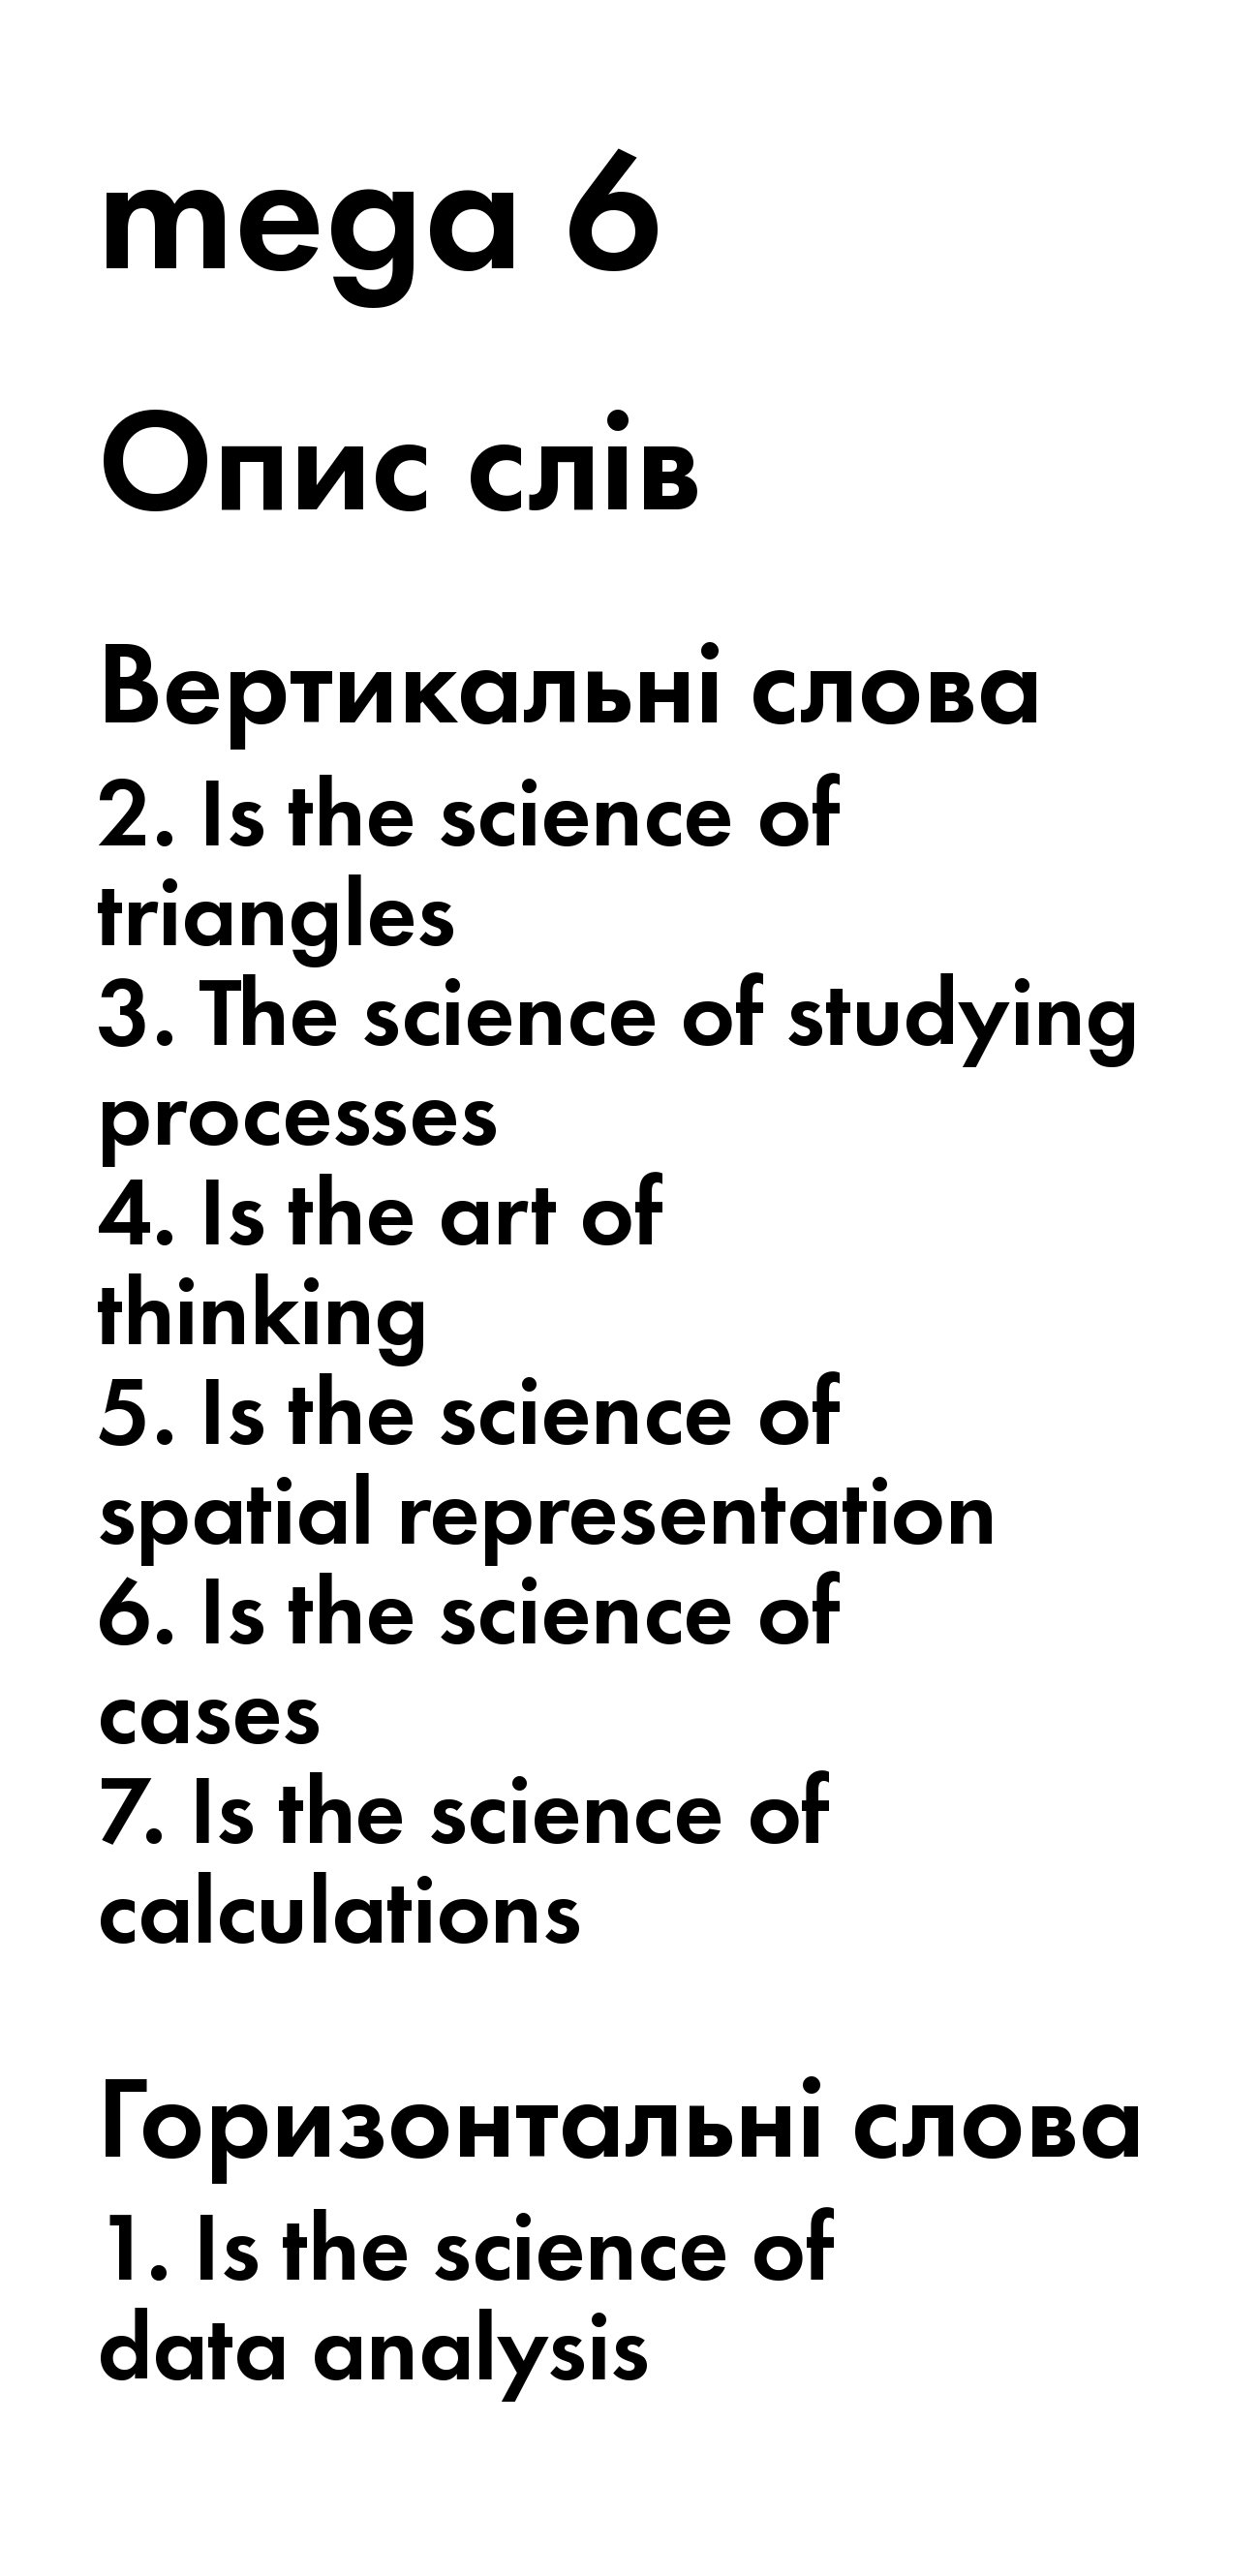 mega 6
Опис слів
Вертикальні слова
2. Is the science of
triangles
3. The science of studying
processes
4. Is the art of
thinking
5. Is the science of
spatial representation
6. Is the science of
cases
7. Is the science of
calculations
Горизонтальні слова
1. Is the science of
data analysis